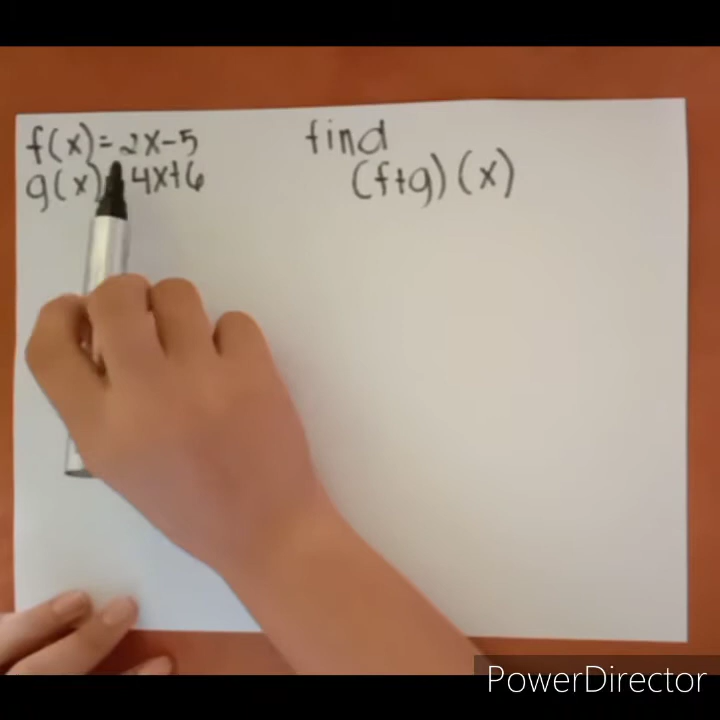 f(x)=2x-5
g(x) 4x+6
find
(f+g)(x)
PowerDirector